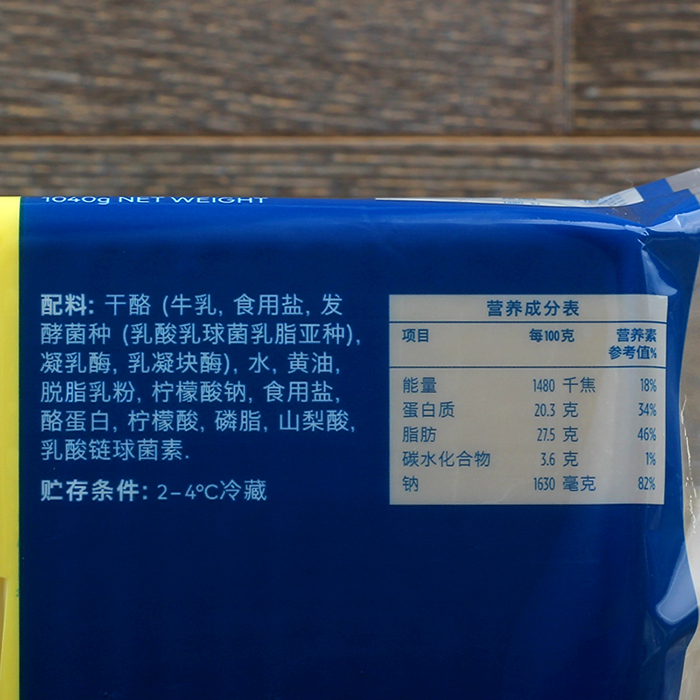 1040g NET WEIGHT
配料: 干酪 (牛乳, 食用盐, 发
酵菌种 (乳酸乳球菌乳脂亚种),
凝乳酶, 乳凝块酶), 水, 黄油,
脱脂乳粉, 柠檬酸钠, 食用盐,
酪蛋白, 柠檬酸, 磷脂, 山梨酸,
乳酸链球菌素.
贮存条件: 2-4°C冷藏
营养成分表
项目 每100克 营养素
参考值%
能量 1480 千焦 18%
蛋白质 20.3 克 34%
脂肪 27.5 克 46%
碳水化合物 3.6 克 1%
钠 1630 毫克 82%